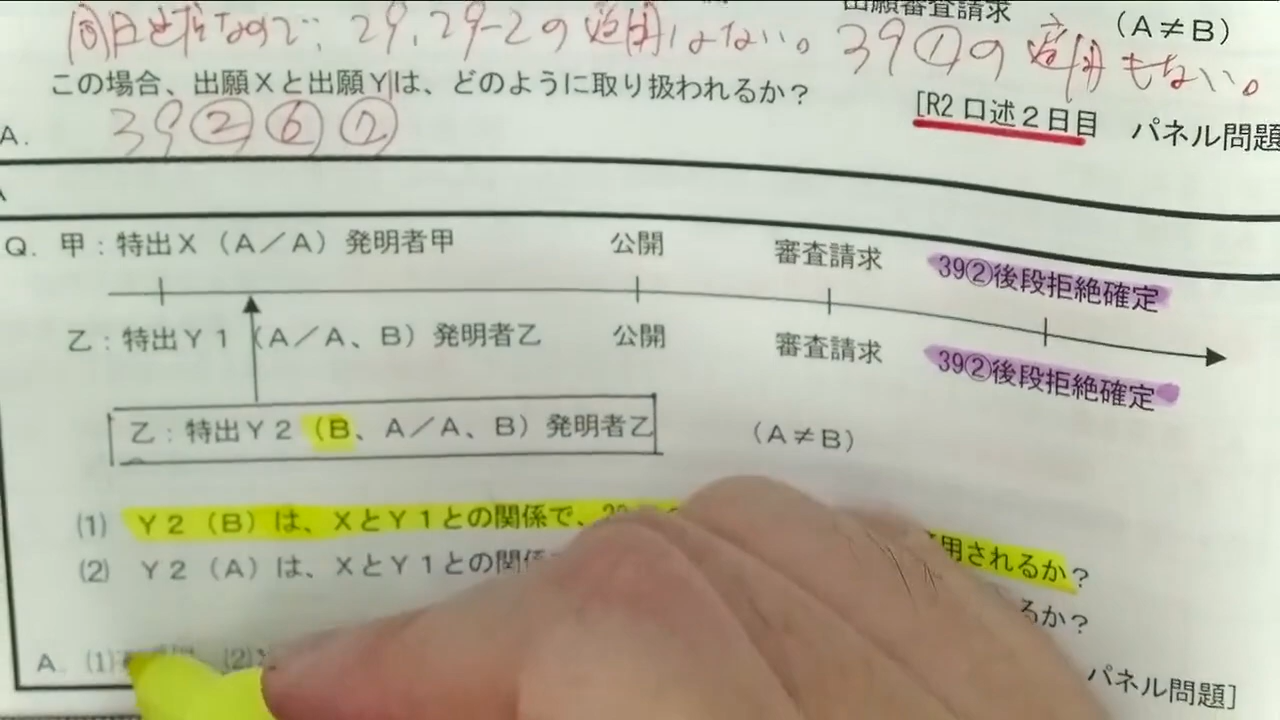 同日出願なので、29、29-2の適用はない。 39①の適用もない。
出願審査請求 (A≠B)
この場合、出願Xと出願Yは、どのように取り扱われるか?
[R2口述2日目 パネル問題
A. 39②⑥⑦
Q. 甲:特出X(A/A)発明者甲 公開 審査請求 39②後段拒絶確定
乙:特出Y1(A/A、B)発明者乙 公開 審査請求 39②後段拒絶確定
乙:特出Y2(B、A/A、B)発明者乙 (A≠B)
(1) Y2(B)は、XとY1との関係で、 用されるか?
(2) Y2(A)は、XとY1との関係 るか?
A. (1) (2)
パネル問題]